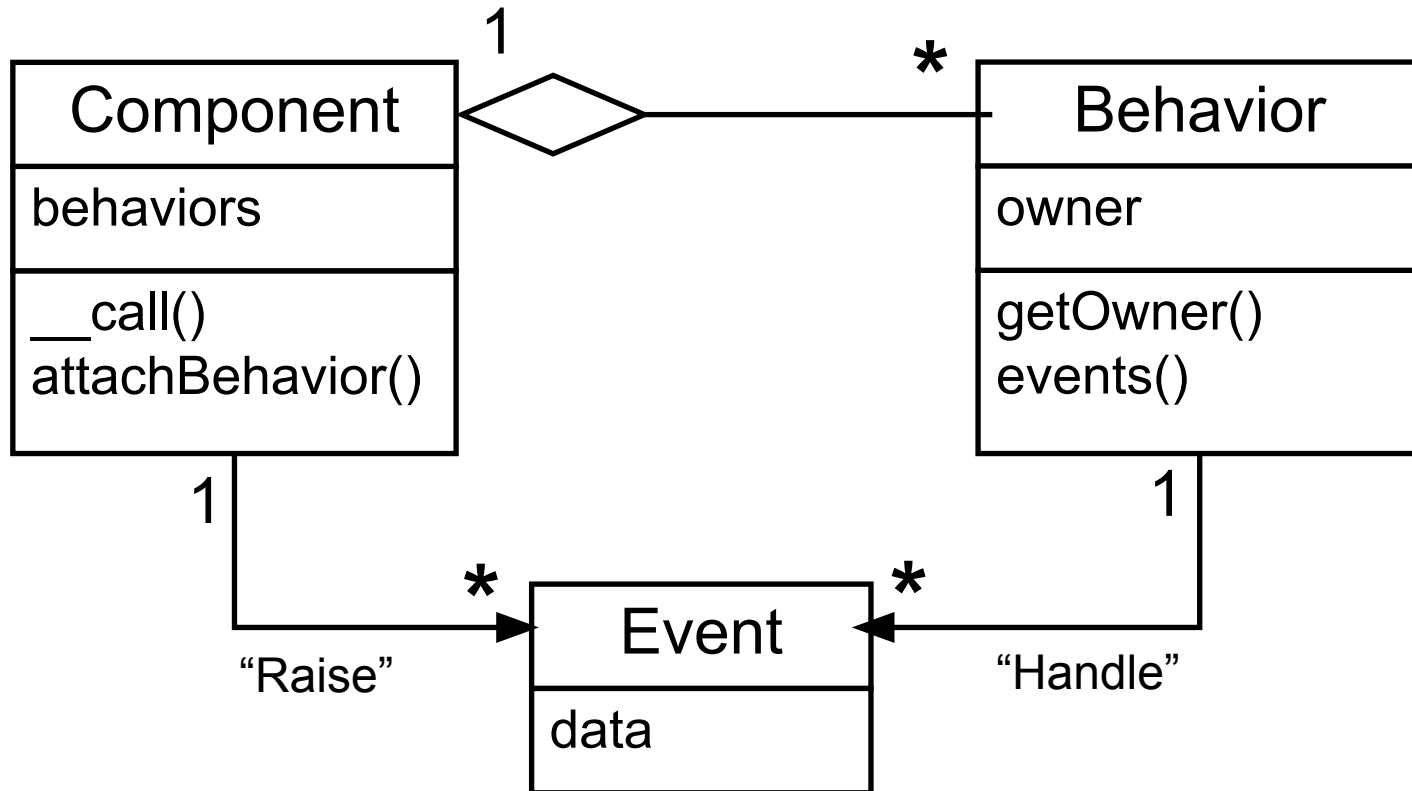 1
*
Component
Behavior
behaviors
owner
__call()
attachBehavior()
getOwner()
events()
1
1
*
*
Event
“Raise”
“Handle”
data